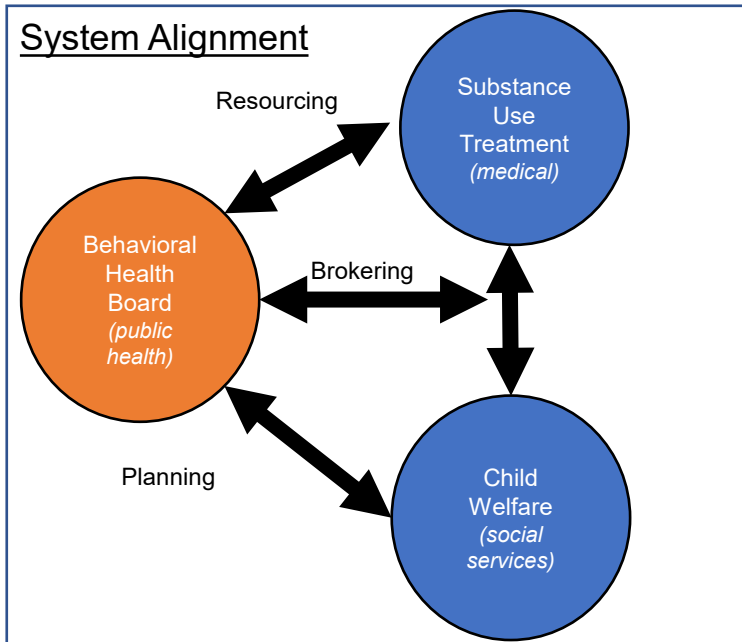 System Alignment
Resourcing
Substance
Use
Treatment
(medical)
Behavioral
Health
Board
(public
health)
Brokering
Planning
Child
Welfare
(social
services)